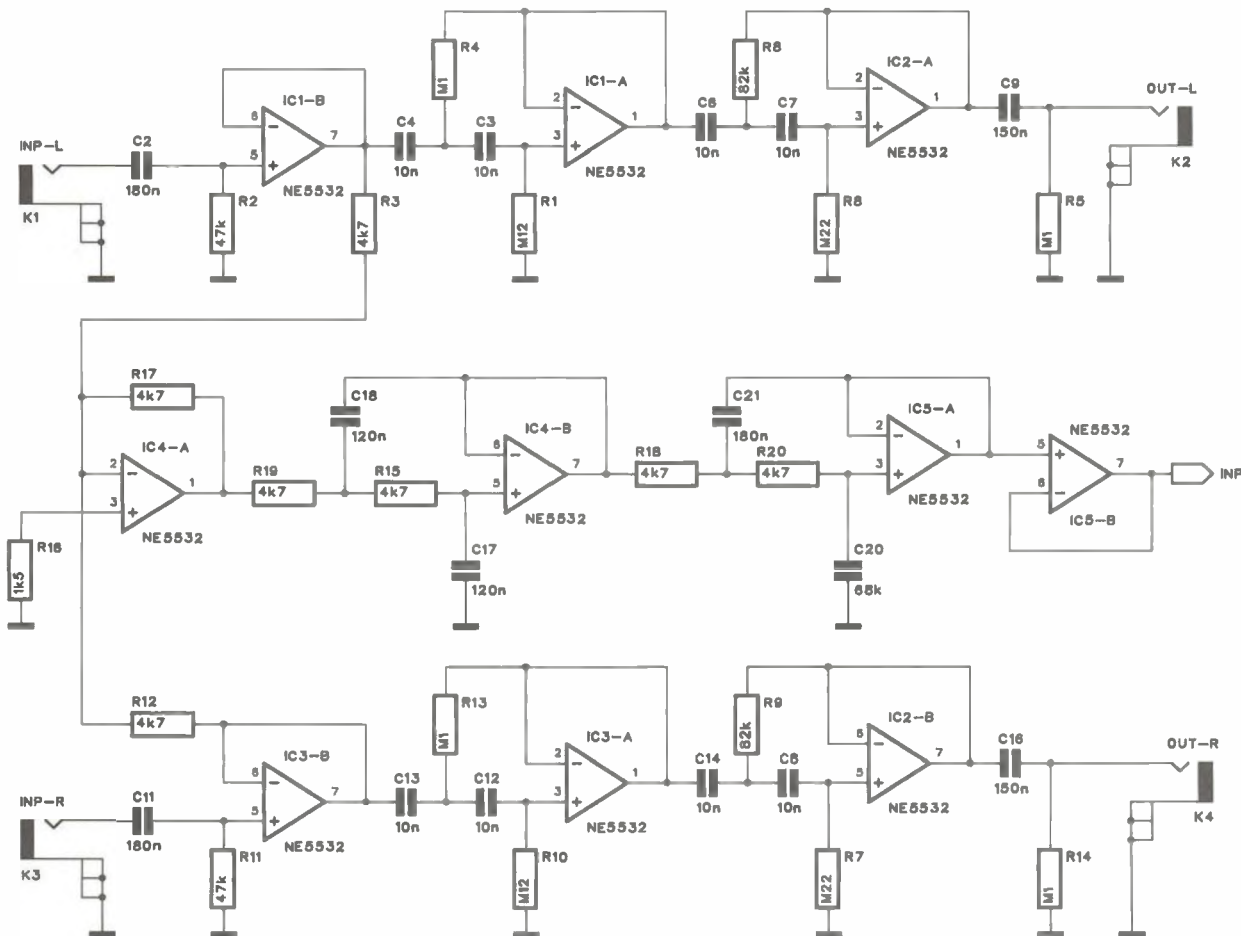 INP-L
K1
C2
180n
R2
47k
6
5
7
IC1-B
NE5532
R3
4k7
C4
10n
R4
M1
C3
10n
R1
M12
2
3
1
IC1-A
NE5532
C6
10n
R8
82k
C7
10n
R8
M22
2
3
1
IC2-A
NE5532
C9
150n
R5
M1
OUT-L
K2
R17
4k7
IC4-A
2
3
1
NE5532
R16
1k5
R19
4k7
C18
120n
R15
4k7
C17
120n
IC4-B
6
5
7
NE5532
R18
4k7
C21
180n
R20
4k7
C20
68k
IC5-A
2
3
1
NE5532
NE5532
5
6
7
IC5-B
INP
R12
4k7
INP-R
K3
C11
180n
R11
47k
IC3-B
6
5
7
NE5532
C13
10n
R13
M1
C12
10n
R10
M12
IC3-A
2
3
1
NE5532
C14
10n
R9
82k
C6
10n
R7
M22
IC2-B
6
5
7
NE5532
C16
150n
R14
M1
OUT-R
K4